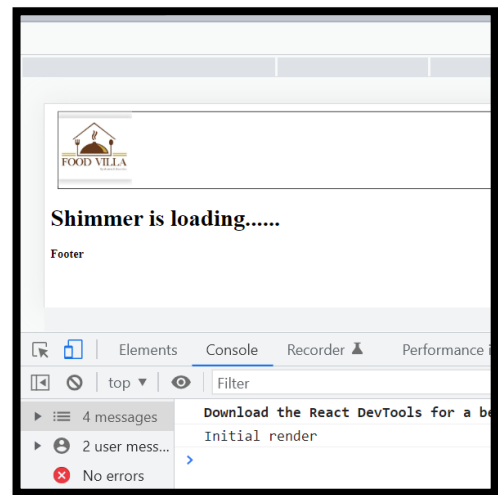 FOOD VILLA
Shimmer is loading......
Footer
Elements Console Recorder Performance i
top ▼ Filter
4 messages
Download the React DevTools for a be
2 user mess...
Initial render
No errors